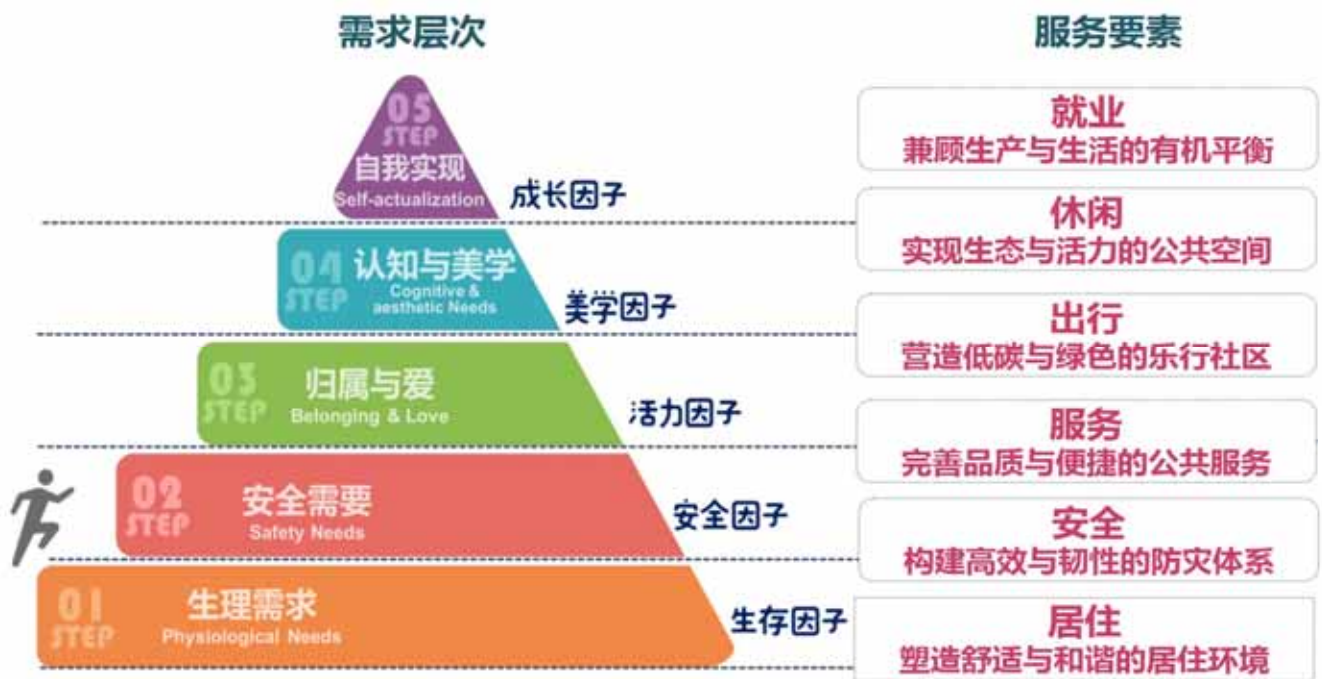 需求层次
服务要素
05
STEP
自我实现
Self-actualization
成长因子
就业
兼顾生产与生活的有机平衡
04
STEP
认知与美学
Cognitive &
aesthetic Needs
美学因子
休闲
实现生态与活力的公共空间
03
STEP
归属与爱
Belonging & Love
活力因子
出行
营造低碳与绿色的乐行社区
02
STEP
安全需要
Safety Needs
安全因子
服务
完善品质与便捷的公共服务
安全
构建高效与韧性的防灾体系
01
STEP
生理需求
Physiological Needs
生存因子
居住
塑造舒适与和谐的居住环境